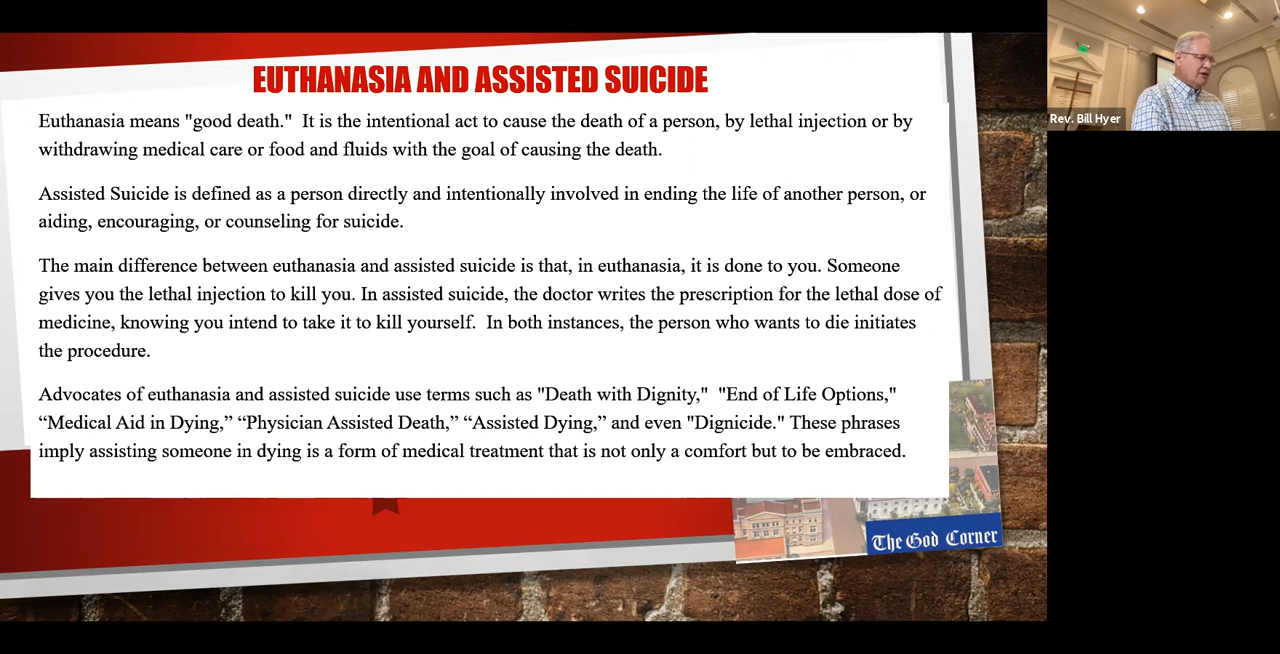 EUTHANASIA AND ASSISTED SUICIDE
Euthanasia means "good death."  It is the intentional act to cause the death of a person, by lethal injection or by
withdrawing medical care or food and fluids with the goal of causing the death.
Assisted Suicide is defined as a person directly and intentionally involved in ending the life of another person, or
aiding, encouraging, or counseling for suicide.
The main difference between euthanasia and assisted suicide is that, in euthanasia, it is done to you. Someone
gives you the lethal injection to kill you. In assisted suicide, the doctor writes the prescription for the lethal dose of
medicine, knowing you intend to take it to kill yourself.  In both instances, the person who wants to die initiates
the procedure.
Advocates of euthanasia and assisted suicide use terms such as "Death with Dignity,"  "End of Life Options,"
“Medical Aid in Dying,” “Physician Assisted Death,” “Assisted Dying,” and even "Dignicide." These phrases
imply assisting someone in dying is a form of medical treatment that is not only a comfort but to be embraced.
The God Corner
Rev. Bill Hyer